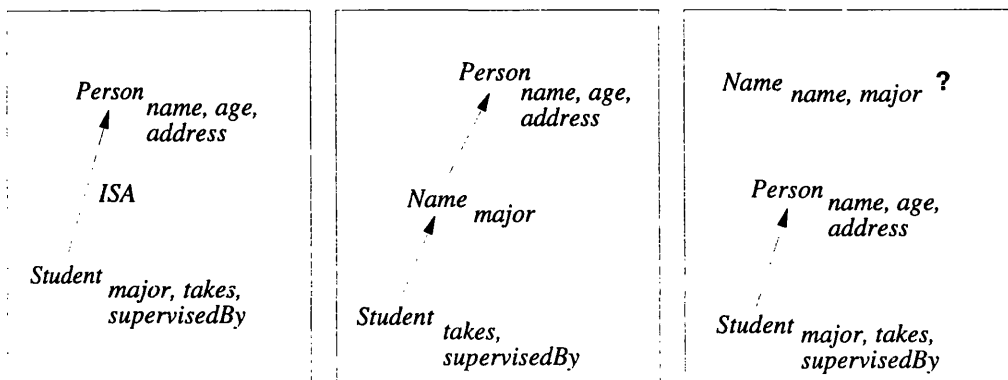 Person name, age,
address
ISA
Student major, takes,
supervisedBy
Person name, age,
address
Name major
Student takes,
supervisedBy
Name name, major ?
Person name, age,
address
Student major, takes,
supervisedBy